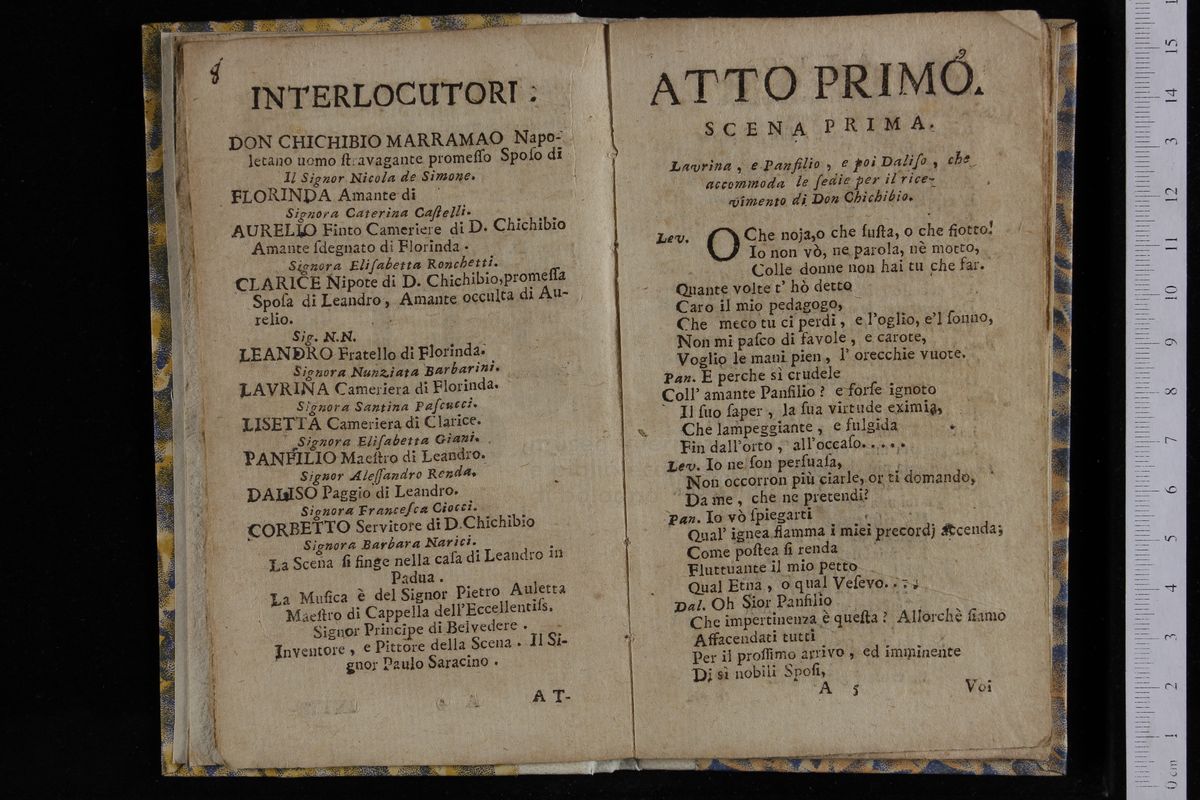 8
INTERLOCUTORI :
DON CHICHIBIO MARRAMAO Napo-
letano uomo ſtravagante promeſſo Spoſo di
Il Signor Nicola de Simone.
FLORINDA Amante di
Signora Caterina Caſtelli.
AURELIO Finto Cameriere di D. Chichibio
Amante ſdegnato di Florinda .
Signora Eliſabetta Ronchetti.
CLARICE Nipote di D. Chichibio,promeſſa
Spoſa di Leandro, Amante occulta di Au-
relio.
Sig. N.N.
LEANDRO Fratello di Florinda.
Signora Nunziata Barbarini.
LAVRINA Cameriera di Florinda.
Signora Santina Paſcucci.
LISETTA Cameriera di Clarice.
Signora Eliſabetta Giani.
PANFILIO Maeſtro di Leandro.
Signor Aleſſandro Renda.
DALISO Paggio di Leandro.
Signora Franceſca Ciocci.
CORBETTO Servitore di D.Chichibio
Signora Barbara Narici.
La Scena ſi finge nella caſa di Leandro in
Padua .
La Muſica è del Signor Pietro Auletta
Maeſtro di Cappella dell'Eccellentiſs.
Signor Principe di Belvedere .
Inventore, e Pittore della Scena . Il Si-
gnor Paulo Saracino .
A T-
9
ATTO PRIMO.
SCENA PRIMA.
Lavrina , e Panfilio , e poi Daliſo , che
accommoda le ſedie per il rice-
vimento di Don Chichibio.
Lev. O Che noja,o che ſuſta, o che fiotto!
Io non vò, ne parola, nè motto,
Colle donne non hai tu che far.
Quante volte t' hò detto
Caro il mio pedagogo,
Che meco tu ci perdi , e l'oglio, e'l ſonno,
Non mi paſco di favole , e carote,
Voglio le mani pien , l' orecchie vuote.
Pan. E perche sì crudele
Coll' amante Panfilio ? e forſe ignoto
Il ſuo ſaper , la ſua virtude eximia,
Che lampeggiante , e fulgida
Fin dall'orto , all'occaſo.....
Lev. Io ne ſon perſuaſa,
Non occorron più ciarle, or ti domando,
Da me , che ne pretendi?
Pan. Io vò ſpiegarti
Qual' ignea fiamma i miei precordj accenda;
Come poſtea ſi renda
Fluttuante il mio petto
Qual Etna , o qual Veſevo....
Dal. Oh Sior Panfilio
Che impertinenza è queſta ? Allorchè ſiamo
Affacendati tutti
Per il proſſimo arrivo , ed imminente
Di sì nobili Spoſi,
A 5 Voi
0 cm 1 2 3 4 5 6 7 8 9 10 11 12 13 14 15